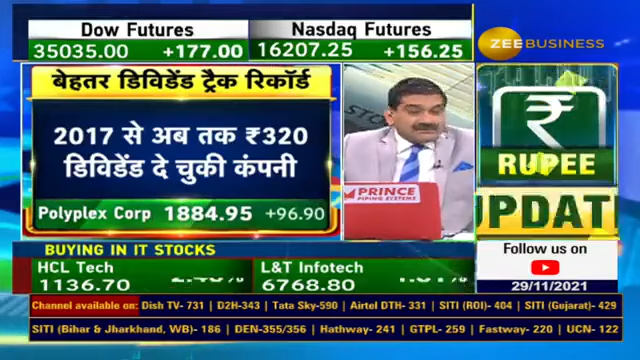 Dow Futures
35035.00 +177.00
Nasdaq Futures
16207.25 +156.25
ZEE BUSINESS
बेहतर डिविडेंड ट्रैक रिकॉर्ड
2017 से अब तक ₹320
डिविडेंड दे चुकी कंपनी
Polyplex Corp 1884.95 +96.90
PRINCE
PIPING SYSTEMS
₹
RUPEE
UPDAT
BUYING IN IT STOCKS
HCL Tech
1136.70
L&T Infotech
6768.80
Follow us on
29/11/2021
Channel available on: Dish TV- 731 | D2H-343 | Tata Sky-590 | Airtel DTH- 331 | SITI (ROI)- 404 | SITI (Gujarat)- 429
SITI (Bihar & Jharkhand, WB)- 186 | DEN-355/356 | Hathway- 241 | GTPL- 259 | Fastway- 220 | UCN- 122